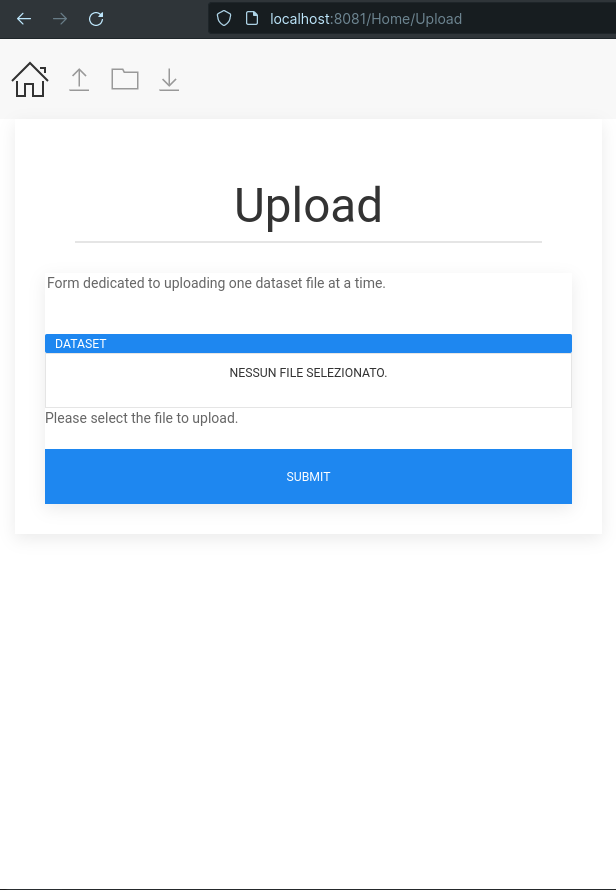 localhost:8081/Home/Upload
Upload
Form dedicated to uploading one dataset file at a time.
DATASET
NESSUN FILE SELEZIONATO.
Please select the file to upload.
SUBMIT